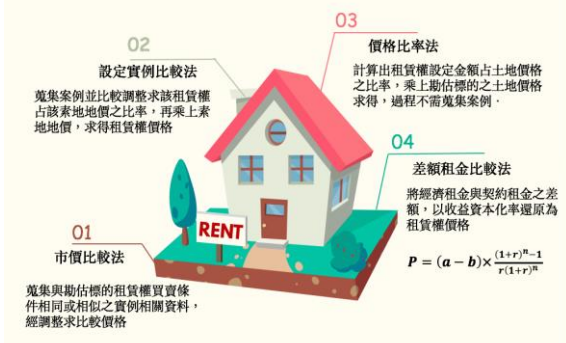 01
市價比較法
蒐集與勘估標的租賃權買賣條
件相同或相似之實例相關資料，
經調整求比較價格
02
設定實例比較法
蒐集案例並比較調整求該租賃權
占該素地地價之比率，再乘上素
地地價，求得租賃權價格
03
價格比率法
計算出租賃權設定金額占土地價格
之比率，乘上勘估標的之土地價格
求得，過程不需蒐集案例．
04
差額租金比較法
將經濟租金與契約租金之差
額，以收益資本化率還原為
租賃權價格
P = (a − b)× (1+r)^n−1 / r(1+r)^n
RENT